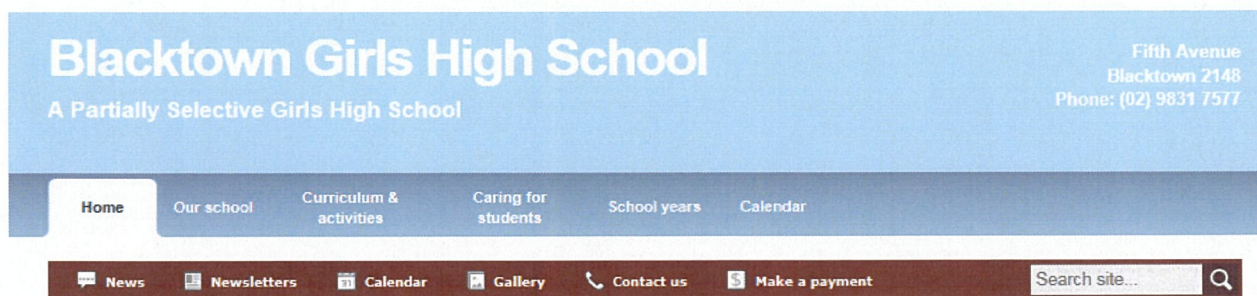 Blacktown Girls High School
A Partially Selective Girls High School
Fifth Avenue
Blacktown 2148
Phone: (02) 9831 7577
Home
Our school
Curriculum &
activities
Caring for
students
School years
Calendar
News
Newsletters
Calendar
Gallery
Contact us
Make a payment
Search site...